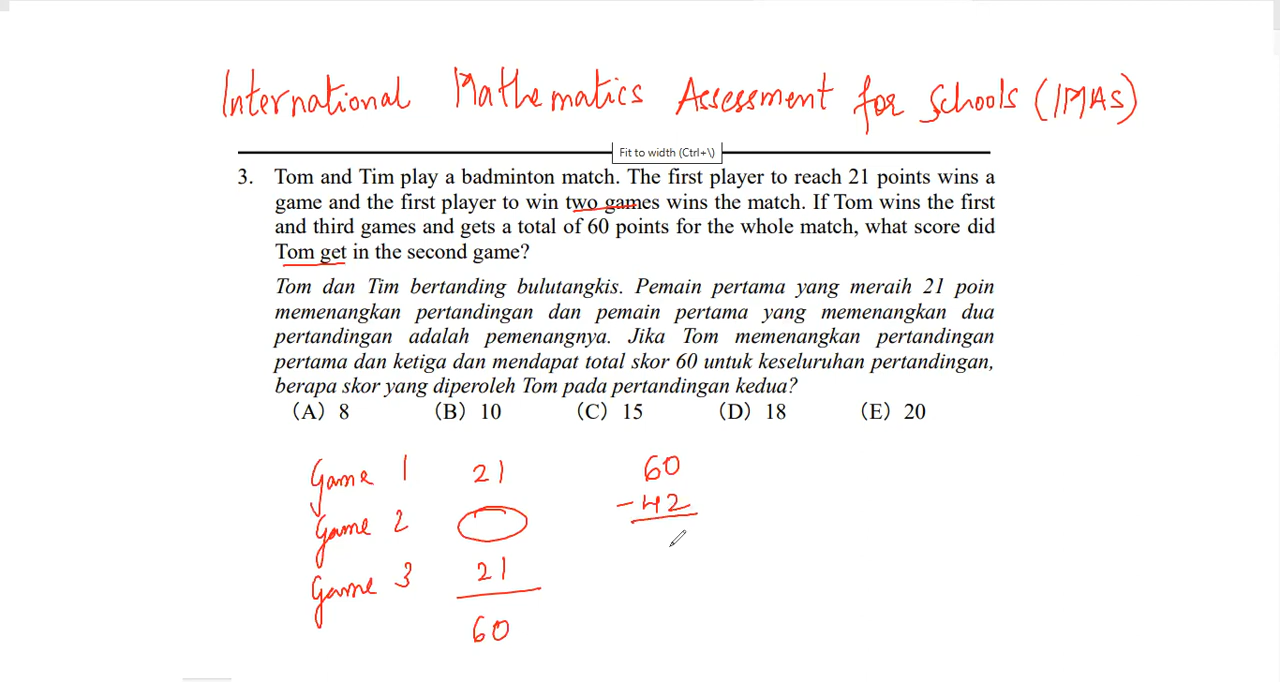 International Mathematics Assessment for Schools (IMAS)
Fit to width (Ctrl+\)
3. Tom and Tim play a badminton match. The first player to reach 21 points wins a
game and the first player to win two games wins the match. If Tom wins the first
and third games and gets a total of 60 points for the whole match, what score did
Tom get in the second game?
Tom dan Tim bertanding bulutangkis. Pemain pertama yang meraih 21 poin
memenangkan pertandingan dan pemain pertama yang memenangkan dua
pertandingan adalah pemenangnya. Jika Tom memenangkan pertandingan
pertama dan ketiga dan mendapat total skor 60 untuk keseluruhan pertandingan,
berapa skor yang diperoleh Tom pada pertandingan kedua?
(A) 8 (B) 10 (C) 15 (D) 18 (E) 20
Game 1 21 60
Game 2 -42
Game 3 21
60